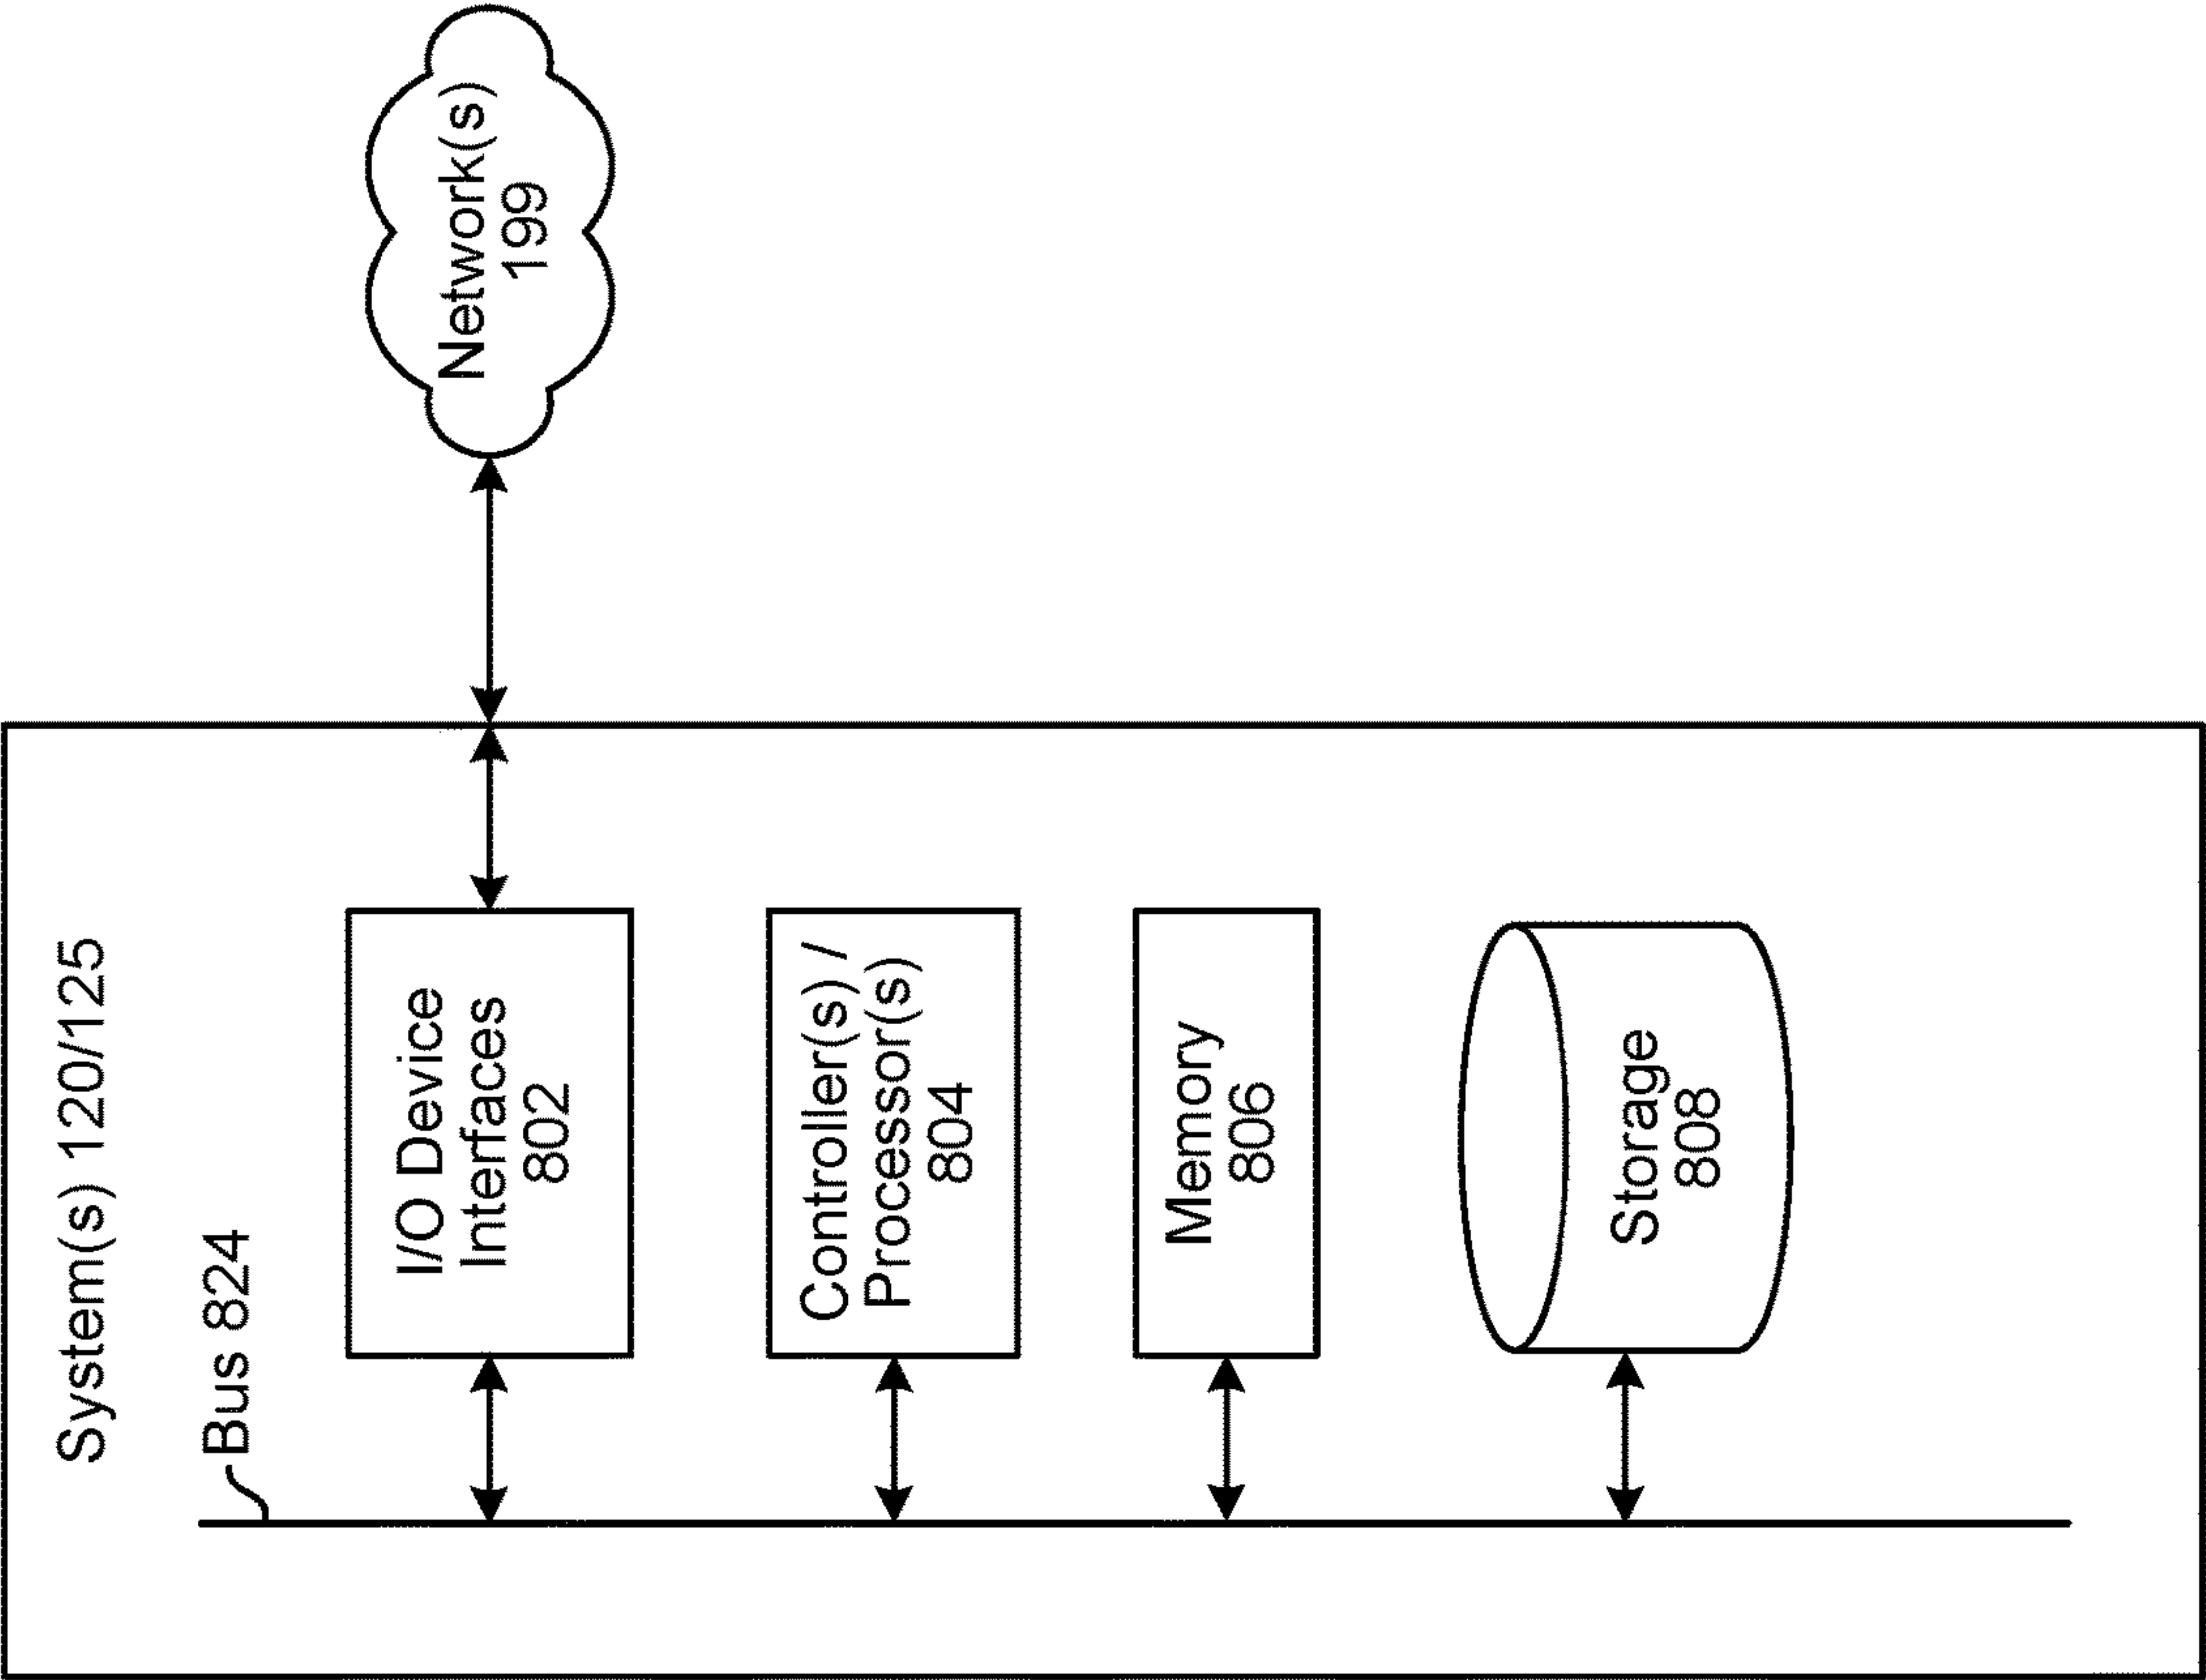 System(s) 120/125
Bus 824
I/O Device
Interfaces
802
Network(s)
199
Controller(s) /
Processor(s)
804
Memory
806
Storage
808